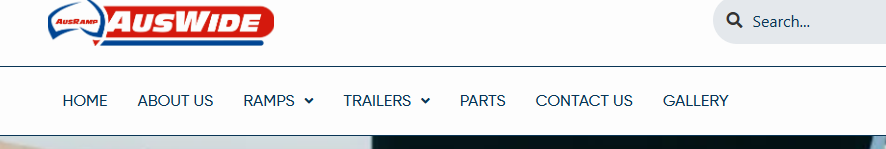 AUSRAMP AUSWIDE
Search...
HOME ABOUT US RAMPS TRAILERS PARTS CONTACT US GALLERY